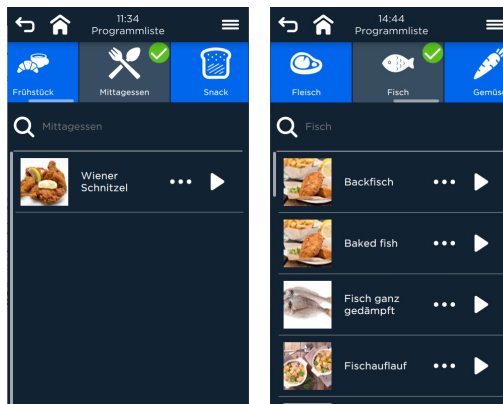 11:34
Programmliste
Frühstück
Mittagessen
Snack
Mittagessen
Wiener
Schnitzel
14:44
Programmliste
Fleisch
Fisch
Gemüse
Fisch
Backfisch
Baked fish
Fisch ganz
gedämpft
Fischauflauf